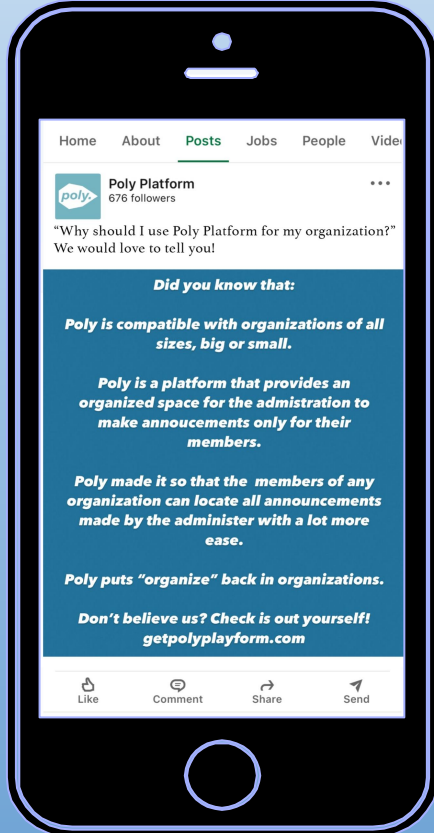 Home About Posts Jobs People Vide
poly.
Poly Platform
676 followers
“Why should I use Poly Platform for my organization?”
We would love to tell you!
Did you know that:
Poly is compatible with organizations of all
sizes, big or small.
Poly is a platform that provides an
organized space for the admistration to
make annoucements only for their
members.
Poly made it so that the members of any
organization can locate all announcements
made by the administer with a lot more
ease.
Poly puts “organize” back in organizations.
Don’t believe us? Check is out yourself!
getpolyplayform.com
Like Comment Share Send